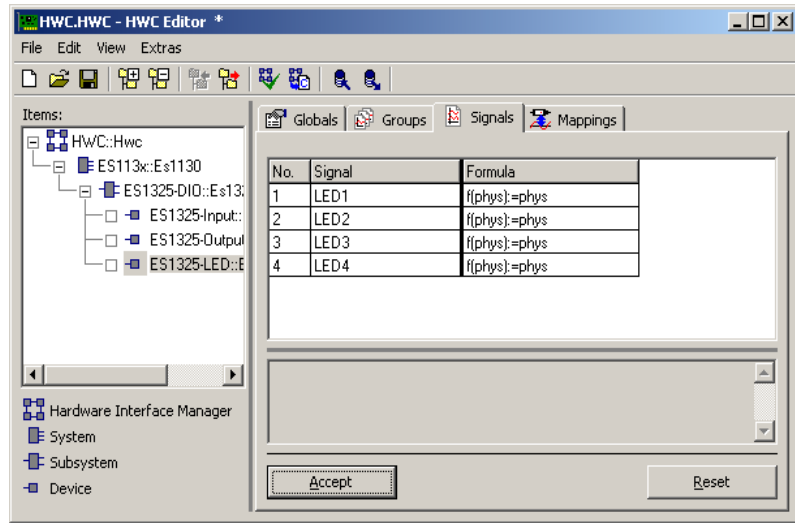 HWC.HWC - HWC Editor *
File Edit View Extras
Items:
HWC::Hwc
ES113x::Es1130
ES1325-DIO::Es13
ES1325-Input::
ES1325-Output
ES1325-LED::E
Hardware Interface Manager
System
Subsystem
Device
Globals Groups Signals Mappings
No. Signal Formula
1 LED1 f(phys):=phys
2 LED2 f(phys):=phys
3 LED3 f(phys):=phys
4 LED4 f(phys):=phys
Accept Reset